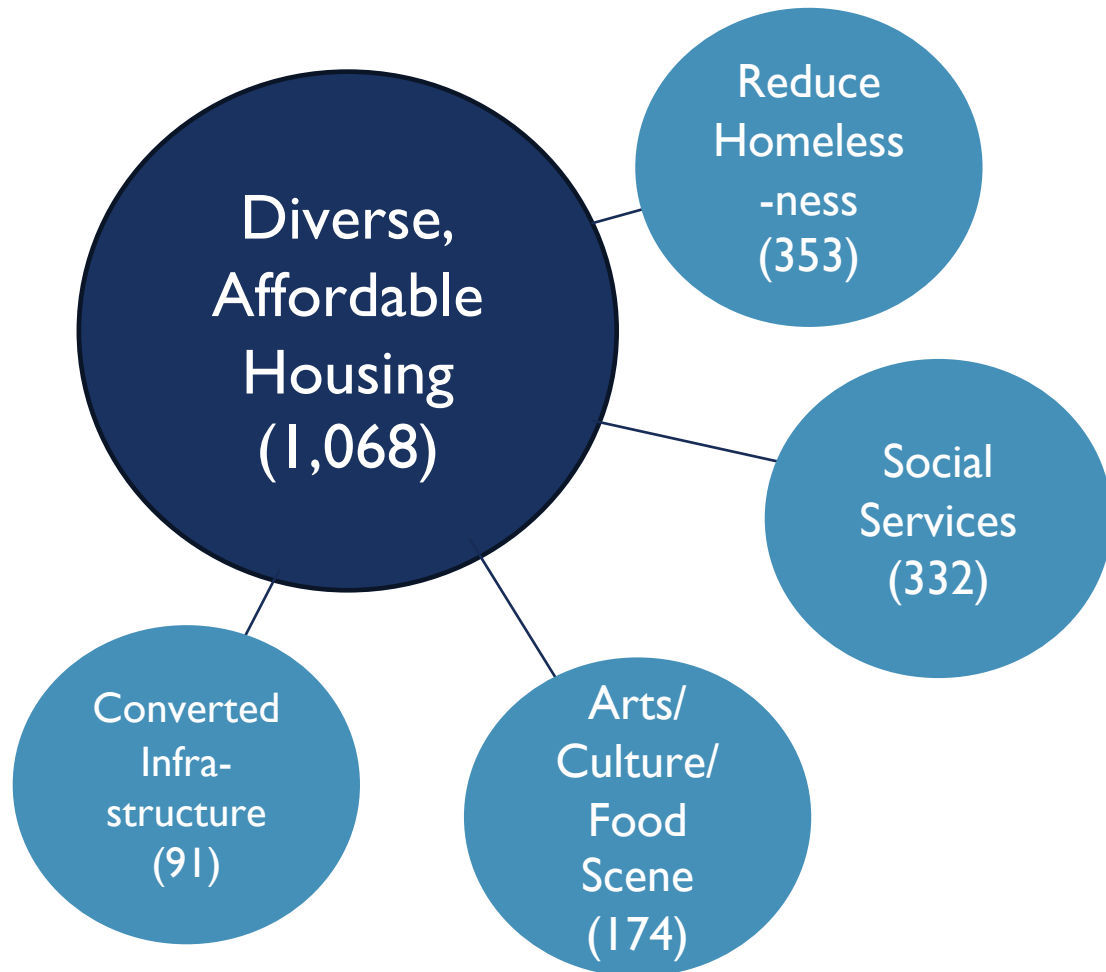 Diverse,
Affordable
Housing
(1,068)
Reduce
Homeless
-ness
(353)
Social
Services
(332)
Arts/
Culture/
Food
Scene
(174)
Converted
Infra-
structure
(91)